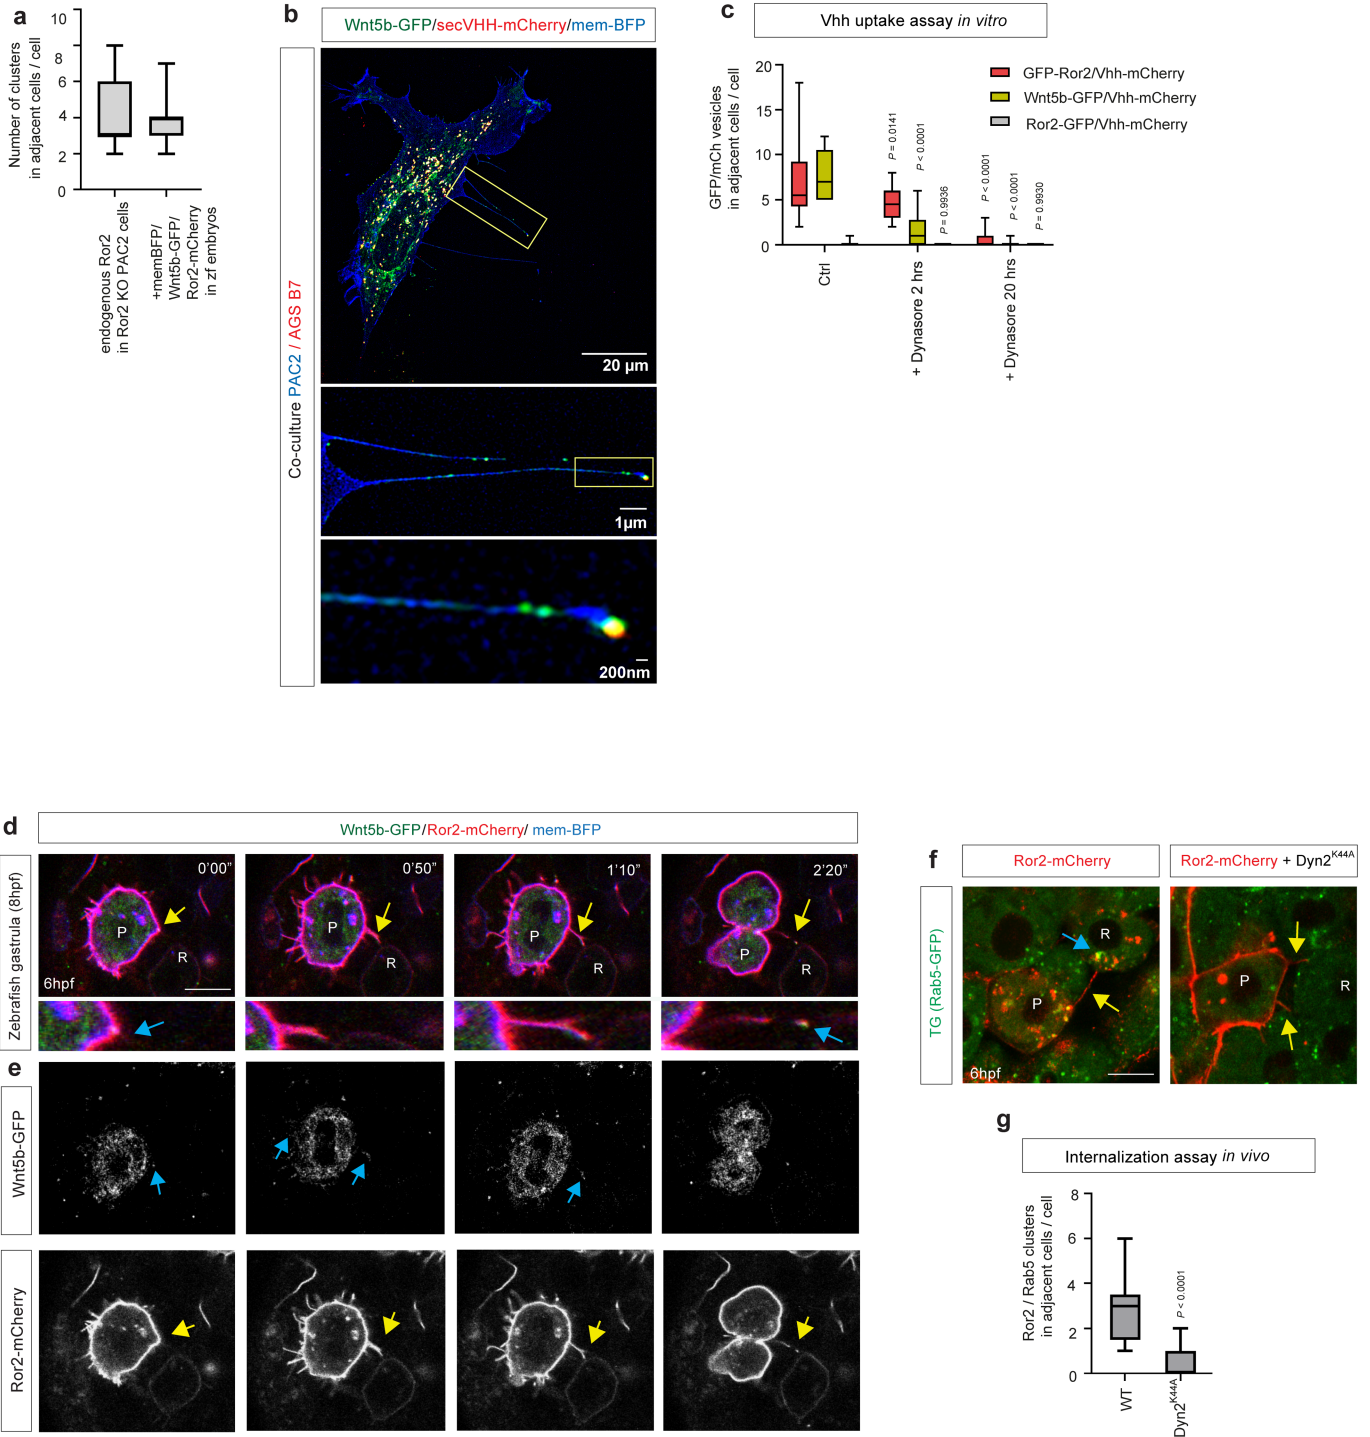 a
10
8
6
4
2
0
Number of clusters
in adjacent cells / cell
endogenous Ror2
in Ror2 KO PAC2 cells
+memBFP/
Wnt5b-GFP/
Ror2-mCherry
in zf embryos
b
Wnt5b-GFP/secVHH-mCherry/mem-BFP
Co-culture PAC2 / AGS B7
20 µm
1µm
200nm
c
Vhh uptake assay in vitro
20
15
10
5
0
GFP/mCh vesicles
in adjacent cells / cell
GFP-Ror2/Vhh-mCherry
Wnt5b-GFP/Vhh-mCherry
Ror2-GFP/Vhh-mCherry
P = 0.0141
P < 0.0001
P = 0.9936
P < 0.0001
P < 0.0001
P = 0.9930
Ctrl
+ Dynasore 2 hrs
+ Dynasore 20 hrs
d
Wnt5b-GFP/Ror2-mCherry/ mem-BFP
Zebrafish gastrula (8hpf)
0'00"
P
R
6hpf
0'50"
P
R
1'10"
P
R
2'20"
P
R
e
Wnt5b-GFP
Ror2-mCherry
f
Ror2-mCherry
Ror2-mCherry + Dyn2K44A
TG (Rab5-GFP)
R
P
6hpf
P
R
g
Internalization assay in vivo
8
6
4
2
0
Ror2 / Rab5 clusters
in adjacent cells / cell
P < 0.0001
WT
Dyn2K44A